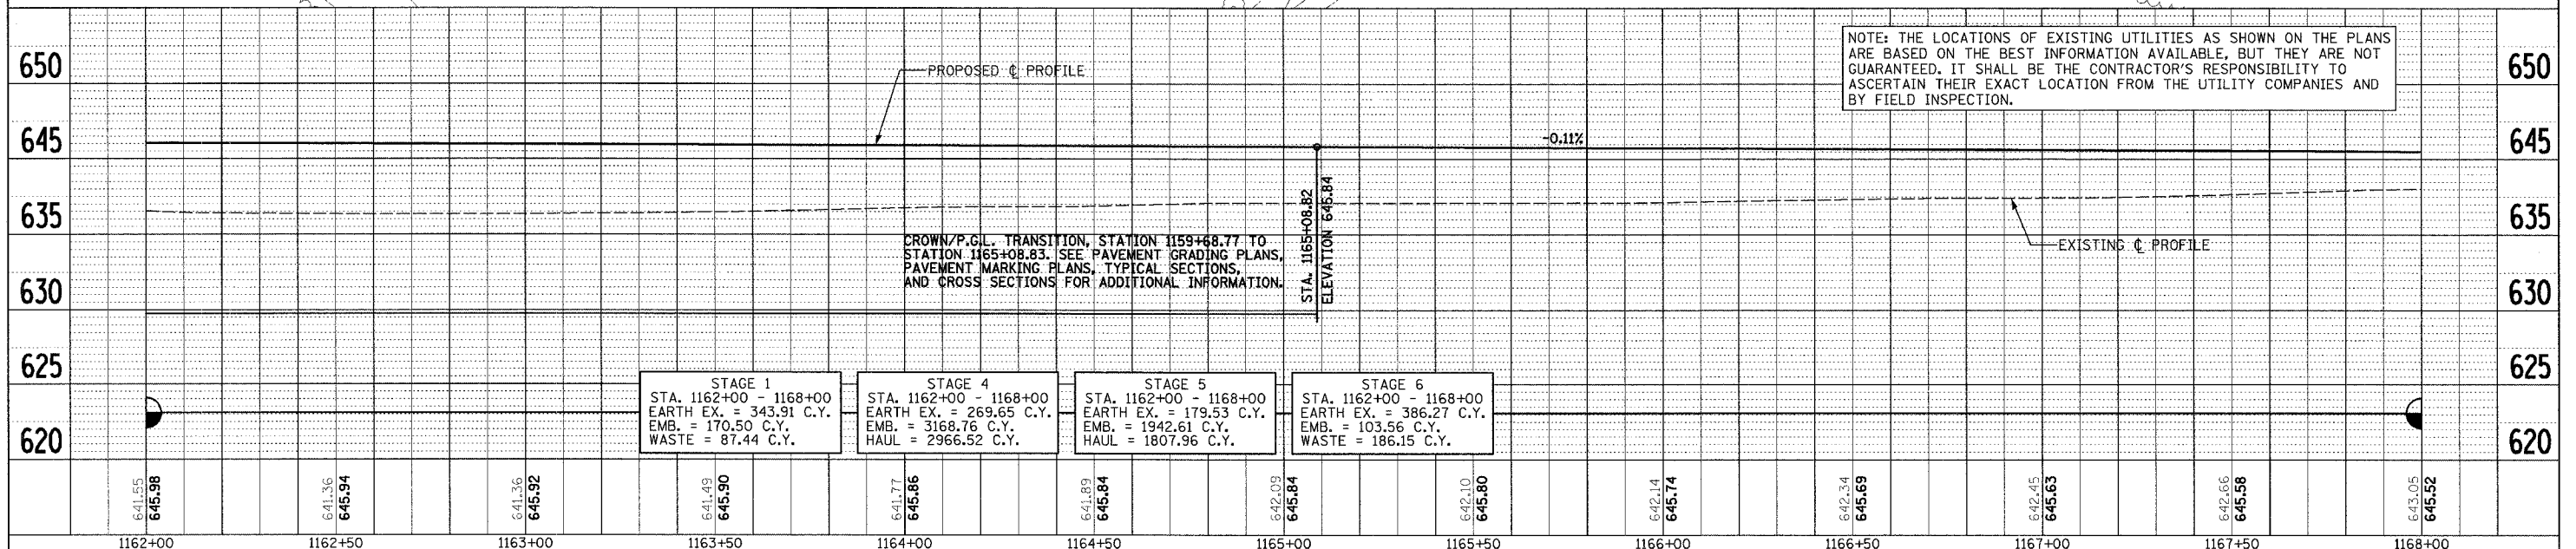 650
645
635
630
625
620
PROPOSED ℄ PROFILE
NOTE: THE LOCATIONS OF EXISTING UTILITIES AS SHOWN ON THE PLANS
ARE BASED ON THE BEST INFORMATION AVAILABLE, BUT THEY ARE NOT
GUARANTEED. IT SHALL BE THE CONTRACTOR'S RESPONSIBILITY TO
ASCERTAIN THEIR EXACT LOCATION FROM THE UTILITY COMPANIES AND
BY FIELD INSPECTION.
650
645
635
630
625
620
-0.11%
STA. 1165+08.82
ELEVATION 645.84
EXISTING ℄ PROFILE
CROWN/P.G.L. TRANSITION, STATION 1159+68.77 TO
STATION 1165+08.83. SEE PAVEMENT GRADING PLANS,
PAVEMENT MARKING PLANS, TYPICAL SECTIONS,
AND CROSS SECTIONS FOR ADDITIONAL INFORMATION.
STAGE 1
STA. 1162+00 - 1168+00
EARTH EX. = 343.91 C.Y.
EMB. = 170.50 C.Y.
WASTE = 87.44 C.Y.
STAGE 4
STA. 1162+00 - 1168+00
EARTH EX. = 269.65 C.Y.
EMB. = 3168.76 C.Y.
HAUL = 2966.52 C.Y.
STAGE 5
STA. 1162+00 - 1168+00
EARTH EX. = 179.53 C.Y.
EMB. = 1942.61 C.Y.
HAUL = 1807.96 C.Y.
STAGE 6
STA. 1162+00 - 1168+00
EARTH EX. = 386.27 C.Y.
EMB. = 103.56 C.Y.
WASTE = 186.15 C.Y.
641.55
645.98
641.36
645.94
641.36
645.92
641.49
645.90
641.77
645.86
641.89
645.84
642.09
645.84
642.10
645.80
642.14
645.74
642.34
645.69
642.45
645.63
642.66
645.58
643.05
645.52
1162+00
1162+50
1163+00
1163+50
1164+00
1164+50
1165+00
1165+50
1166+00
1166+50
1167+00
1167+50
1168+00